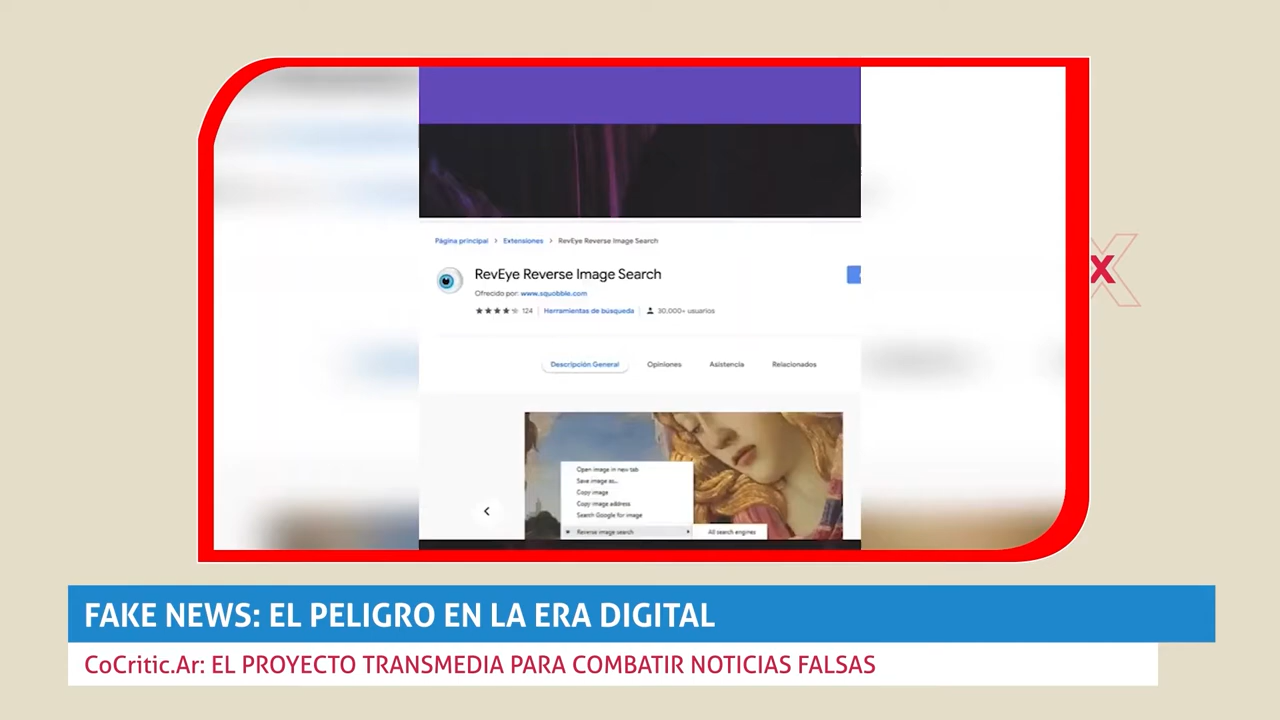 Página principal > Extensiones > RevEye Reverse Image Search
RevEye Reverse Image Search
Ofrecido por: www.squobble.com
124 Herramientas de búsqueda 30,000+ usuarios
Descripción General Opiniones Asistencia Relacionados
Open image in new tab
Save image as...
Copy image
Copy image address
Search Google for image
Reverse image search All search engines
X
FAKE NEWS: EL PELIGRO EN LA ERA DIGITAL
CoCritic.Ar: EL PROYECTO TRANSMEDIA PARA COMBATIR NOTICIAS FALSAS